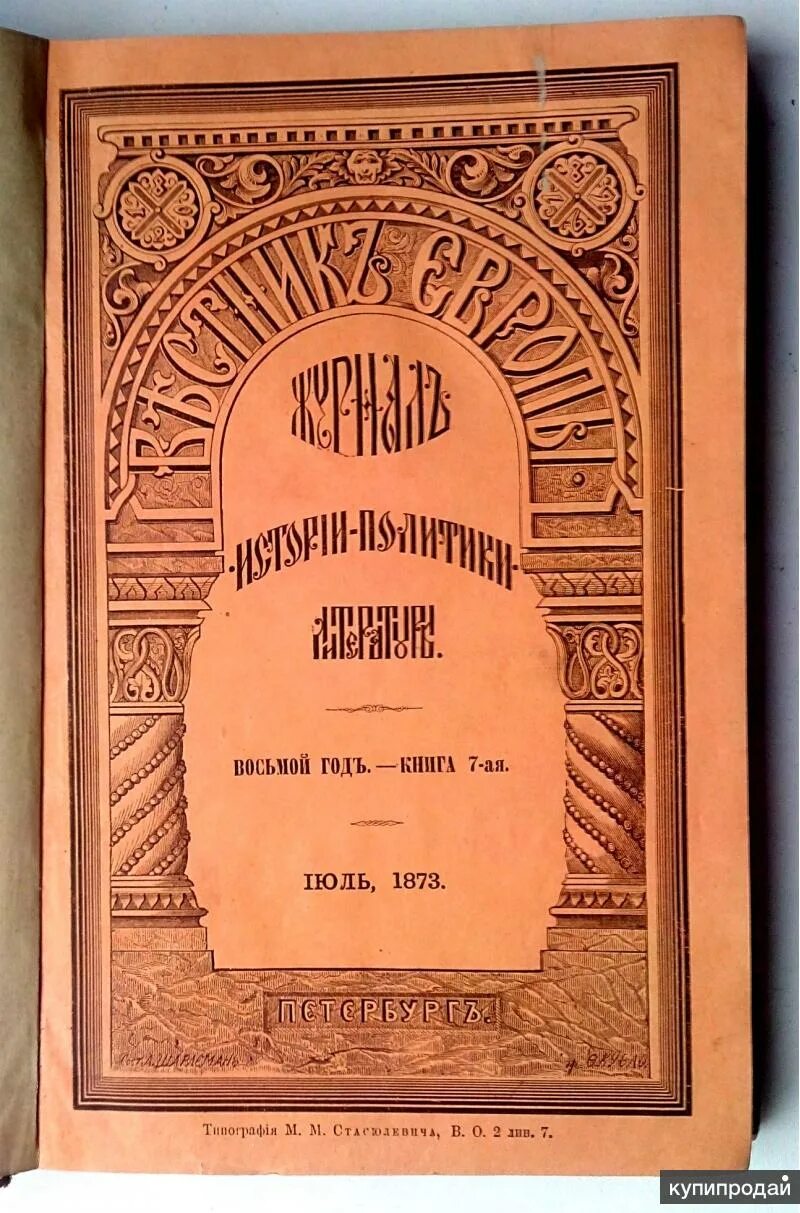 ВѢСТНИКЪ ЕВРОПЫ
ЖУРНАЛЪ
·ИСТОРІИ-ПОЛИТИКИ-
ЛИТЕРАТУРЫ.
ВОСЬМОЙ ГОДЪ.—КНИГА 7-ая.
ІЮЛЬ, 1873.
ПЕТЕРБУРГЪ.
Типографія М. М. Стасюлевича, В. О. 2 лин. 7.
купипродай